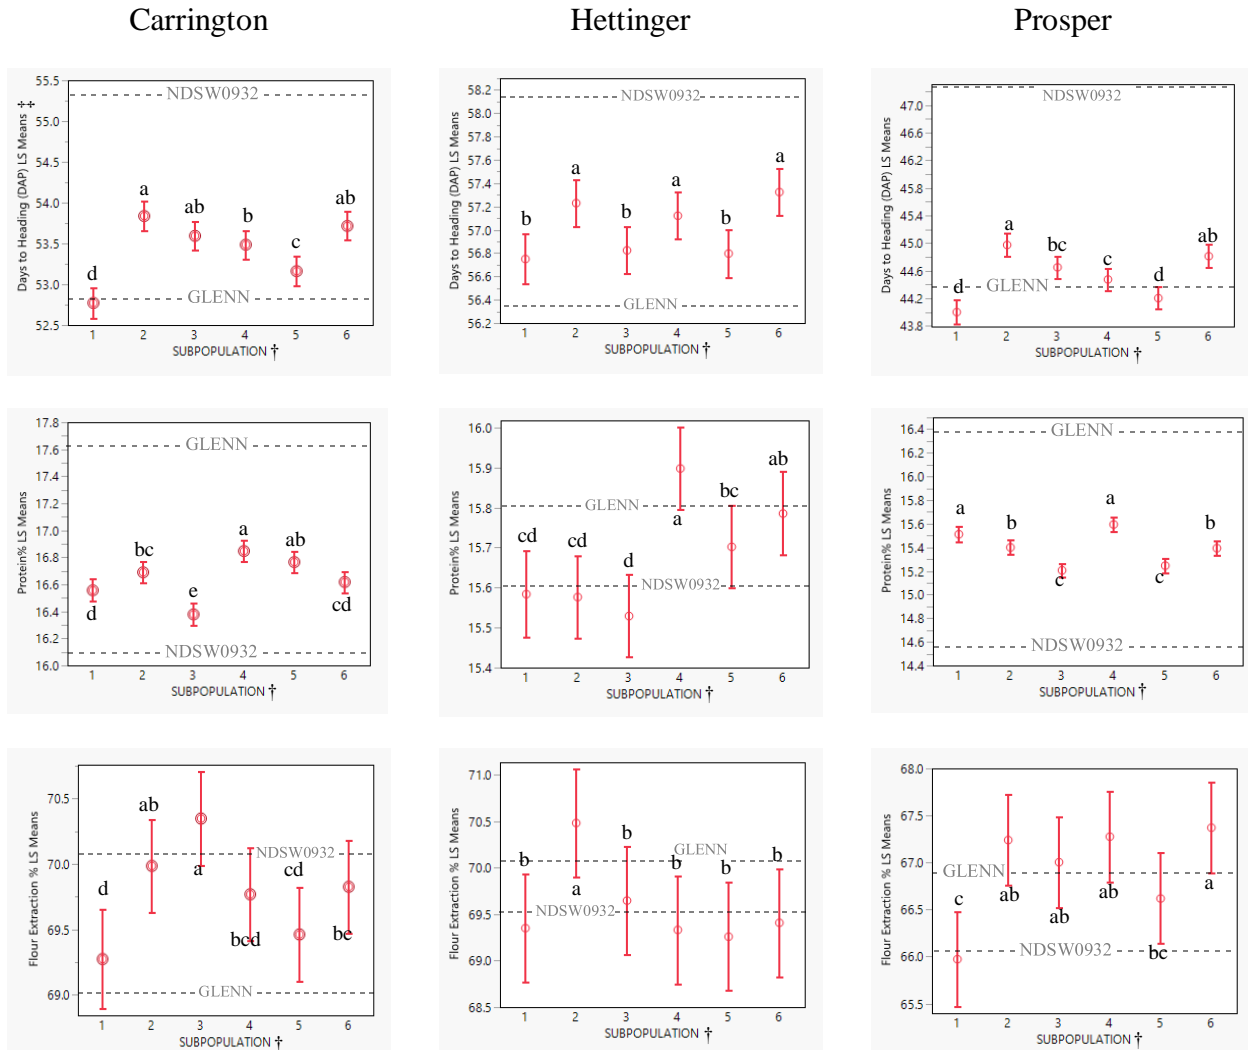 Carrington
Hettinger
Prosper
Days to Heading (DAP) LS Means ‡‡
55.5
55.0
54.5
54.0
53.5
53.0
52.5
NDSW0932
GLENN
d
a
ab
b
c
ab
1 2 3 4 5 6
SUBPOPULATION †
Days to Heading (DAP) LS Means
58.2
58.0
57.8
57.6
57.4
57.2
57.0
56.8
56.6
56.4
56.2
NDSW0932
GLENN
b
a
b
a
b
a
1 2 3 4 5 6
SUBPOPULATION †
Days to Heading (DAP) LS Means
47.0
46.6
46.2
45.8
45.4
45.0
44.6
44.2
43.8
NDSW0932
GLENN
d
a
bc
c
d
ab
1 2 3 4 5 6
SUBPOPULATION †
Protein% LS Means
17.8
17.6
17.4
17.2
17.0
16.8
16.6
16.4
16.2
16.0
GLENN
NDSW0932
d
bc
e
a
ab
cd
1 2 3 4 5 6
SUBPOPULATION †
Protein% LS Means
16.0
15.9
15.8
15.7
15.6
15.5
15.4
GLENN
NDSW0932
cd
cd
d
a
bc
ab
1 2 3 4 5 6
SUBPOPULATION †
Protein% LS Means
16.4
16.2
16.0
15.8
15.6
15.4
15.2
15.0
14.8
14.6
14.4
GLENN
NDSW0932
a
b
c
a
c
b
1 2 3 4 5 6
SUBPOPULATION †
Flour Extraction % LS Means
70.5
70.0
69.5
69.0
NDSW0932
GLENN
d
ab
a
bcd
cd
bc
1 2 3 4 5 6
SUBPOPULATION †
Flour Extraction % LS Means
71.0
70.5
70.0
69.5
69.0
68.5
GLENN
NDSW0932
b
a
b
b
b
b
1 2 3 4 5 6
SUBPOPULATION †
Flour Extraction % LS Means
68.0
67.5
67.0
66.5
66.0
65.5
GLENN
NDSW0932
c
ab
ab
ab
bc
a
1 2 3 4 5 6
SUBPOPULATION †